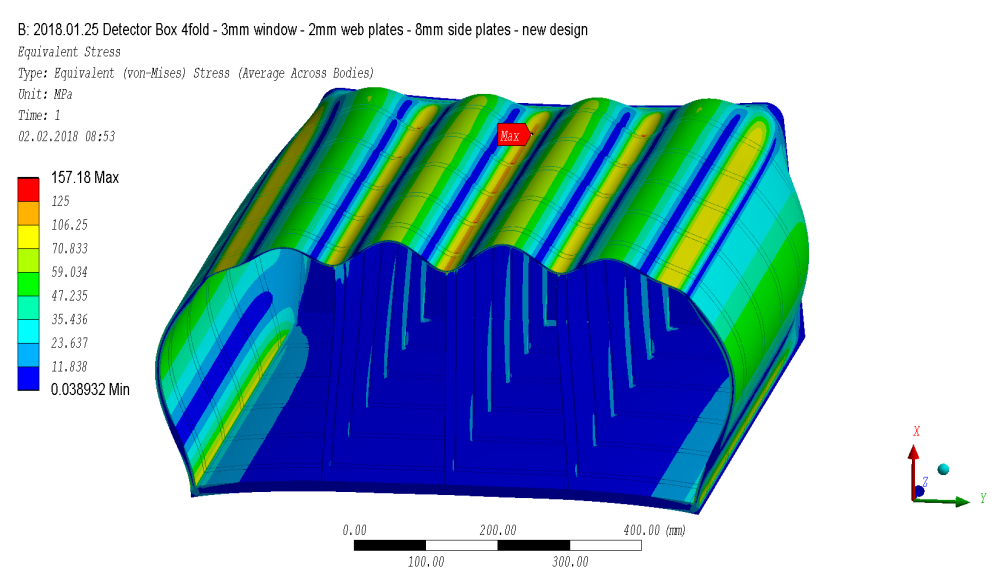 B: 2018.01.25 Detector Box 4fold - 3mm window - 2mm web plates - 8mm side plates - new design
Equivalent Stress
Type: Equivalent (von-Mises) Stress (Average Across Bodies)
Unit: MPa
Time: 1
02.02.2018 08:53
Max
157.18 Max
125
106.25
70.833
59.034
47.235
35.436
23.637
11.838
0.038932 Min
X
Z
Y
0.00 200.00 400.00 (mm)
100.00 300.00